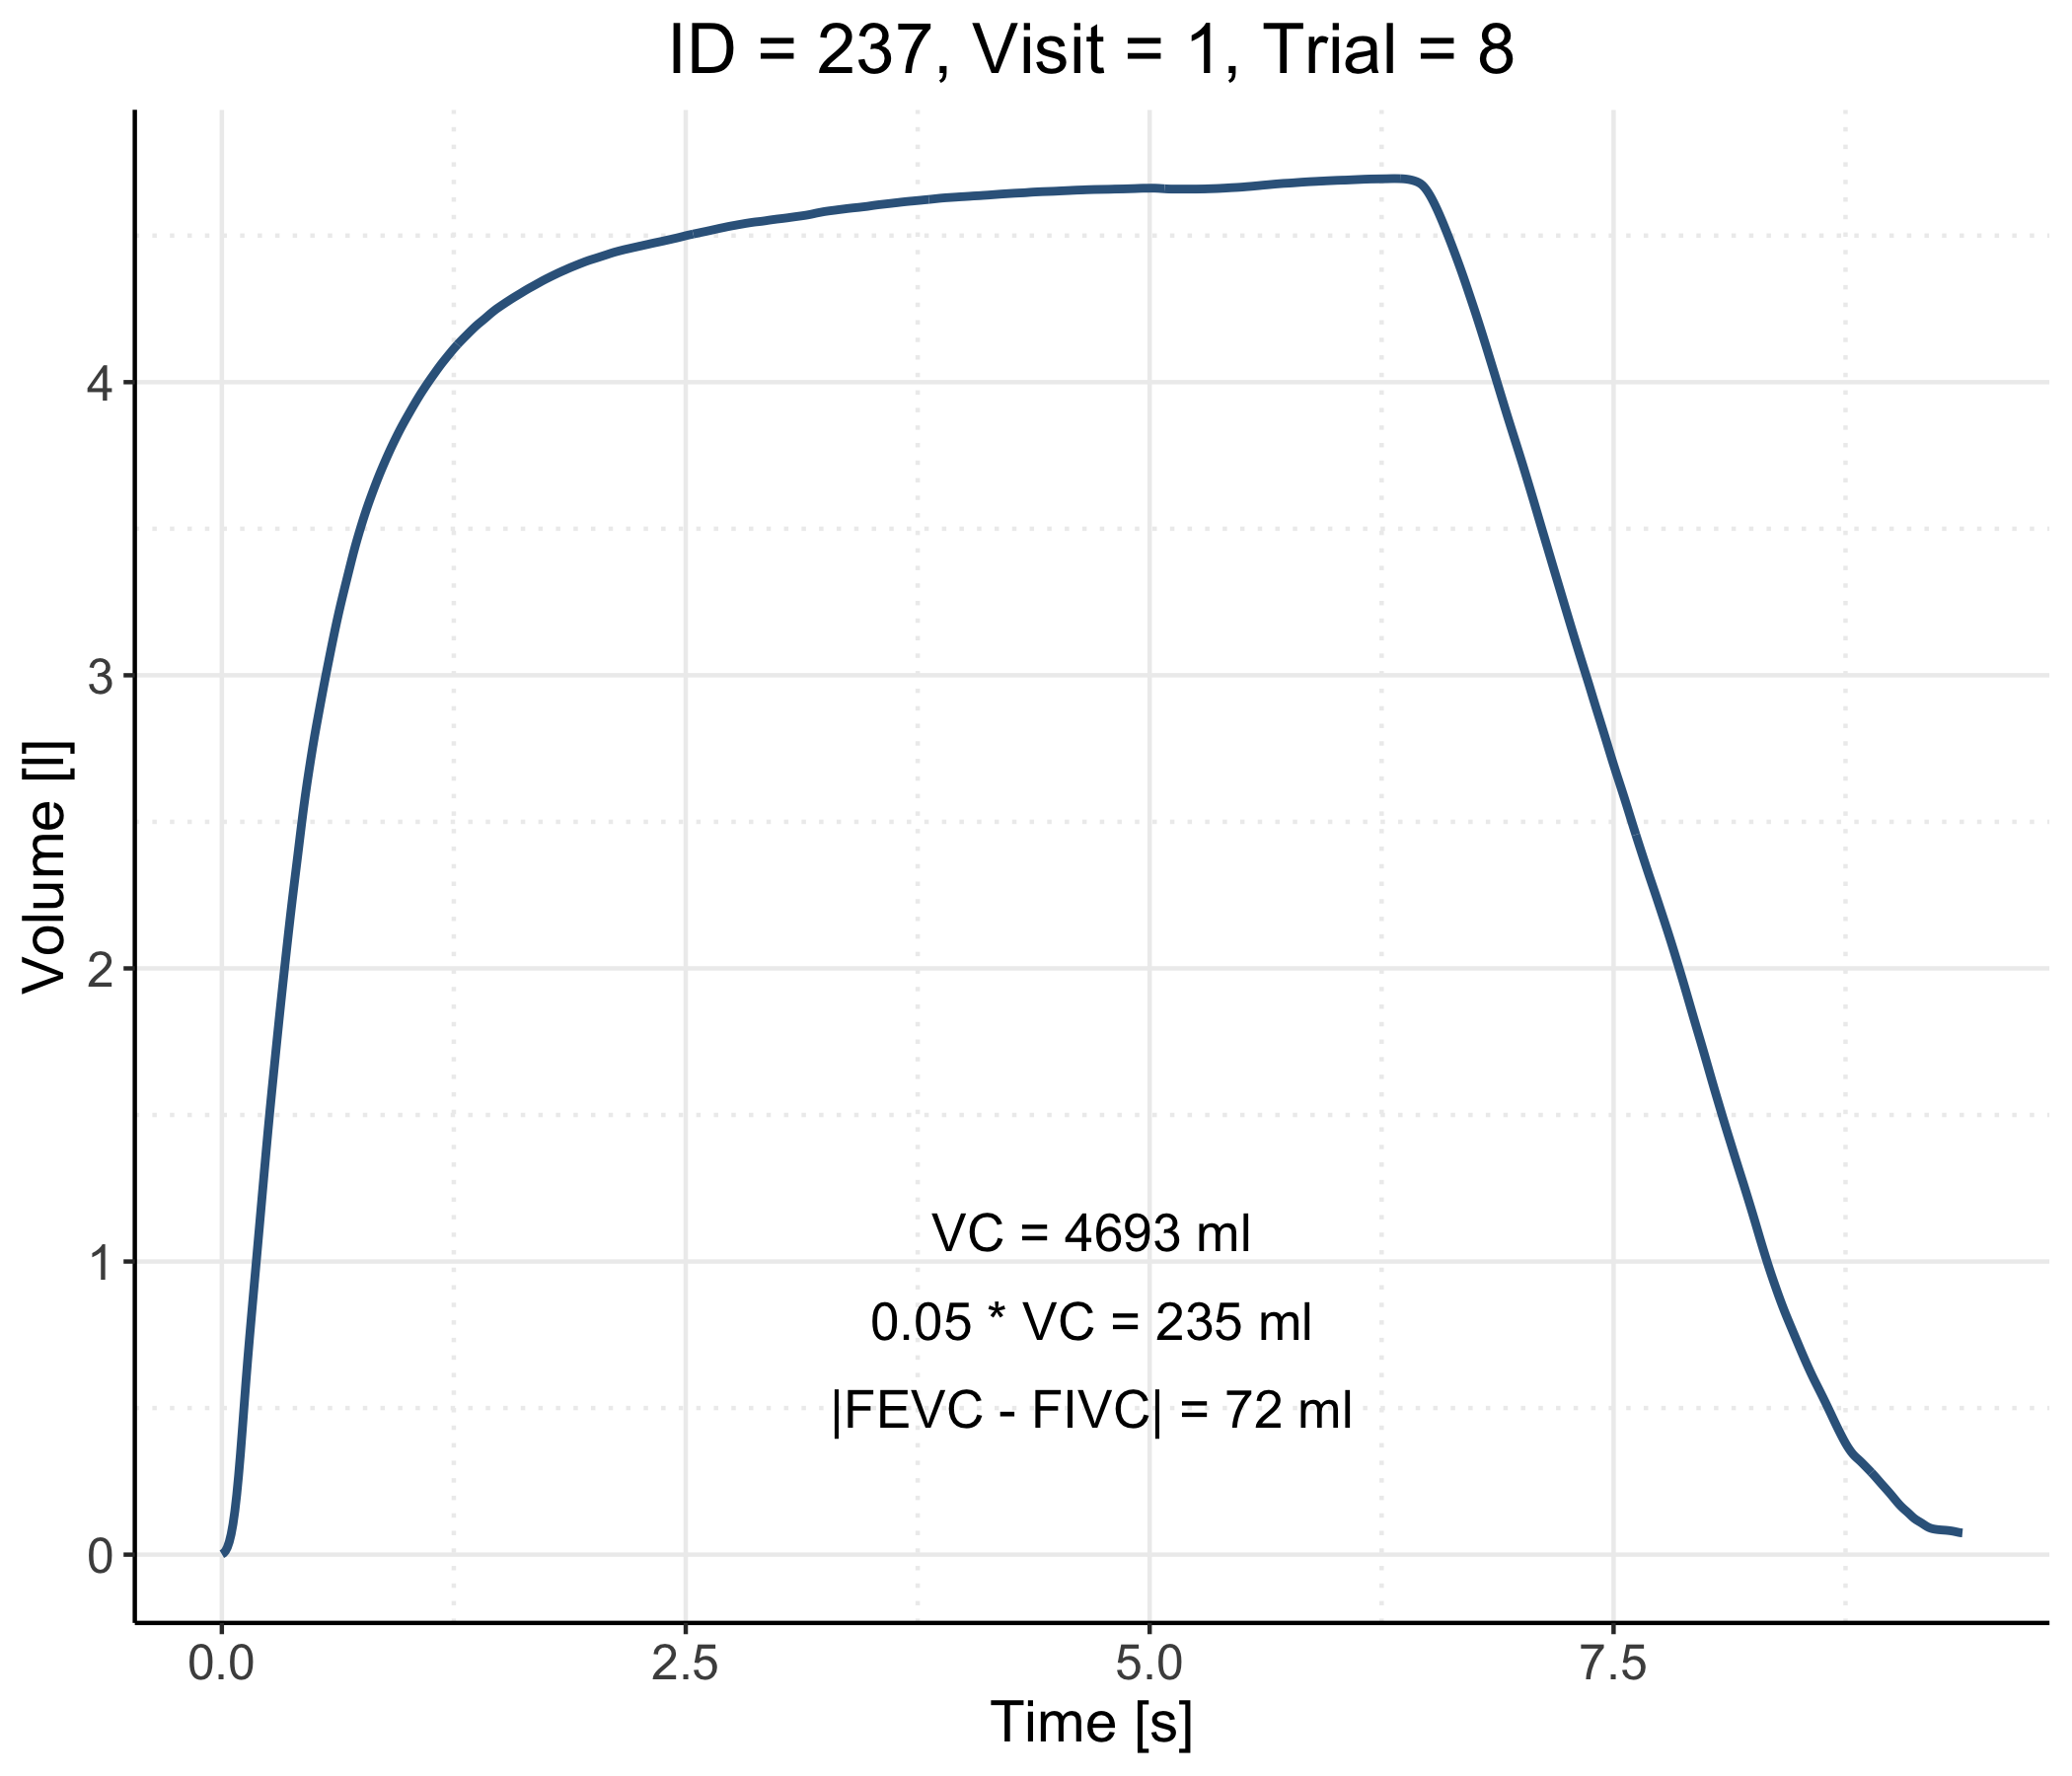 ID = 237, Visit = 1, Trial = 8
Volume [l]
4
3
2
1
0
VC = 4693 ml
0.05 * VC = 235 ml
|FEVC - FIVC| = 72 ml
0.0 2.5 5.0 7.5
Time [s]